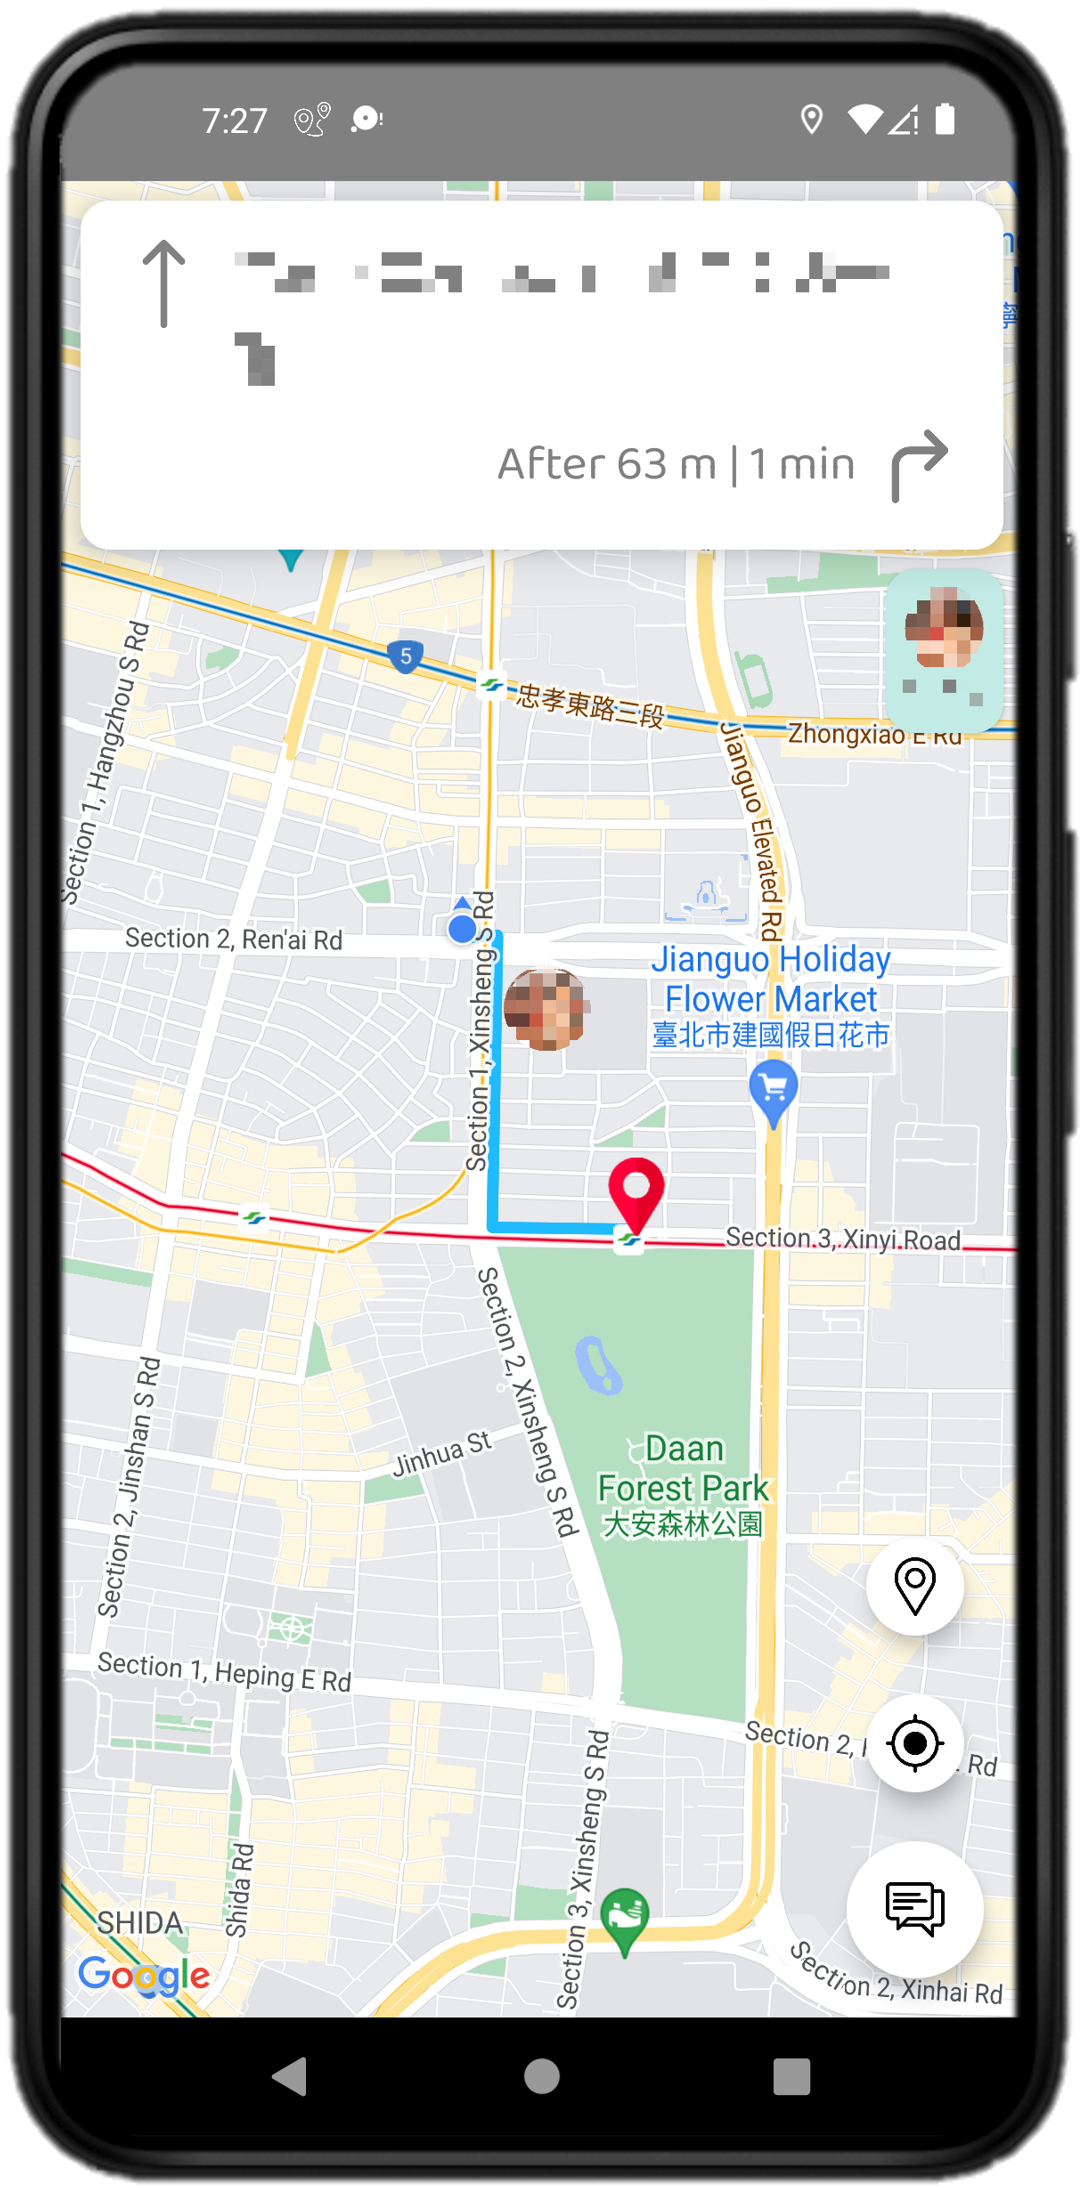 7:27
After 63 m | 1 min
5
忠孝東路三段
Zhongxiao E Rd
Section 1, Hangzhou S Rd
Jianguo Elevated Rd
Section 2, Ren'ai Rd
Section 1, Xinsheng S Rd
Jianguo Holiday
Flower Market
臺北市建國假日花市
Section 3, Xinyi Road
Section 2, Xinsheng S Rd
Section 2, Jinshan S Rd
Jinhua St
Daan
Forest Park
大安森林公園
Section 1, Heping E Rd
Section 2,
Rd
Section 3, Xinsheng S Rd
Shida Rd
SHIDA
Google
Section 2, Xinhai Rd